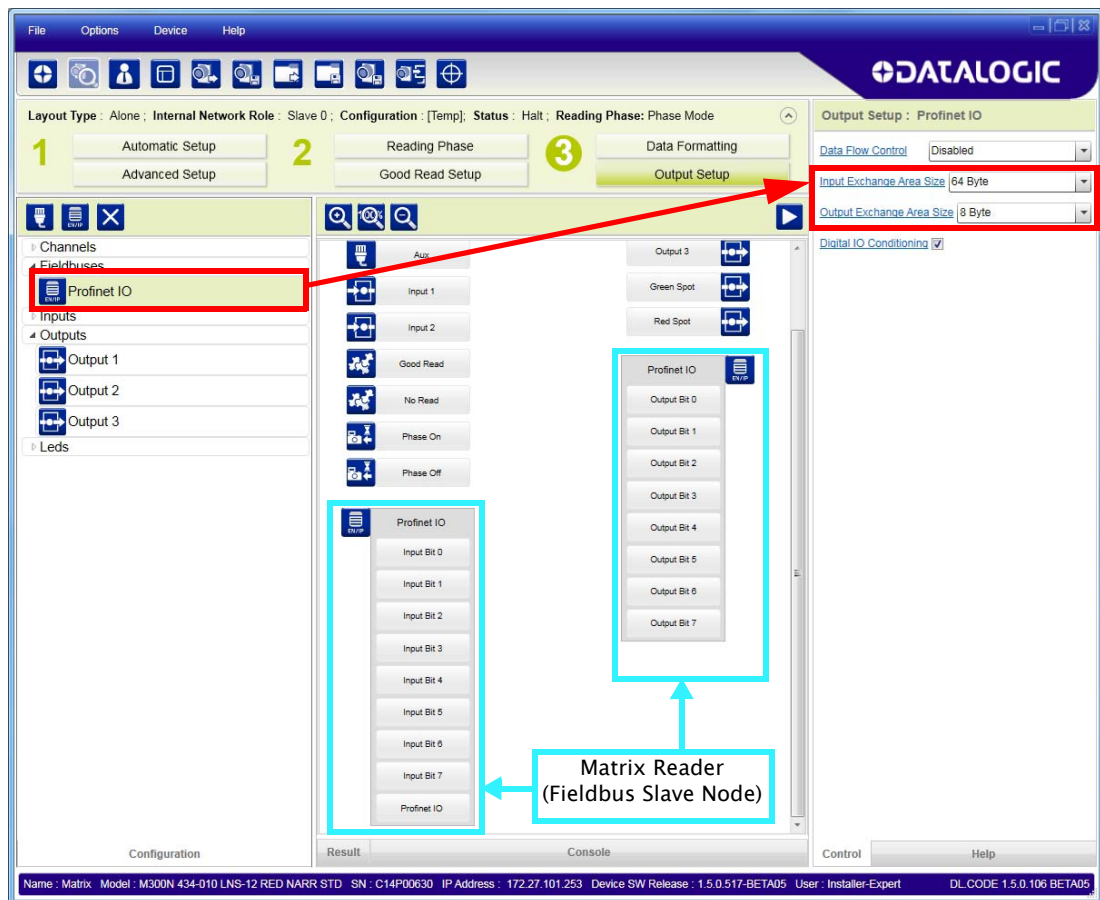 File Options Device Help
DATALOGIC
Layout Type : Alone ; Internal Network Role : Slave 0 ; Configuration : [Temp]; Status : Halt ; Reading Phase: Phase Mode
1
Automatic Setup
Advanced Setup
2
Reading Phase
Good Read Setup
3
Data Formatting
Output Setup
Output Setup : Profinet IO
Data Flow Control Disabled
Input Exchange Area Size 64 Byte
Output Exchange Area Size 8 Byte
Digital IO Conditioning
EN/IP
Channels
Fieldbuses
EN/IP
Profinet IO
Inputs
Outputs
Output 1
Output 2
Output 3
Leds
100%
Aux
Input 1
Input 2
Good Read
No Read
Phase On
Phase Off
EN/IP
Profinet IO
Input Bit 0
Input Bit 1
Input Bit 2
Input Bit 3
Input Bit 4
Input Bit 5
Input Bit 6
Input Bit 7
Profinet IO
Output 3
Green Spot
Red Spot
Profinet IO
EN/IP
Output Bit 0
Output Bit 1
Output Bit 2
Output Bit 3
Output Bit 4
Output Bit 5
Output Bit 6
Output Bit 7
Matrix Reader
(Fieldbus Slave Node)
Configuration
Result
Console
Control
Help
Name : Matrix Model : M300N 434-010 LNS-12 RED NARR STD SN : C14P00630 IP Address : 172.27.101.253 Device SW Release : 1.5.0.517-BETA05 User : Installer-Expert DL.CODE 1.5.0.106 BETA05